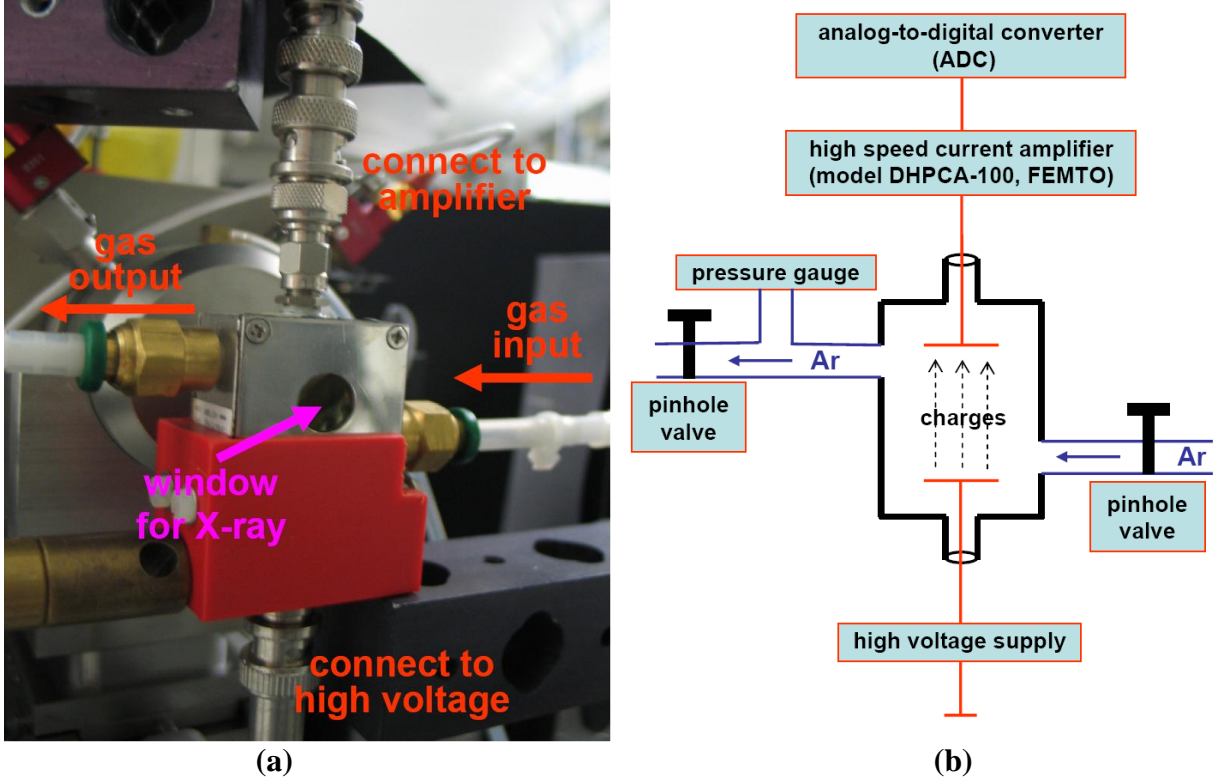 connect to
amplifier
gas
output
gas
input
window
for X-ray
connect to
high voltage
(a)
analog-to-digital converter
(ADC)
high speed current amplifier
(model DHPCA-100, FEMTO)
pressure gauge
Ar
pinhole
valve
charges
Ar
pinhole
valve
high voltage supply
(b)